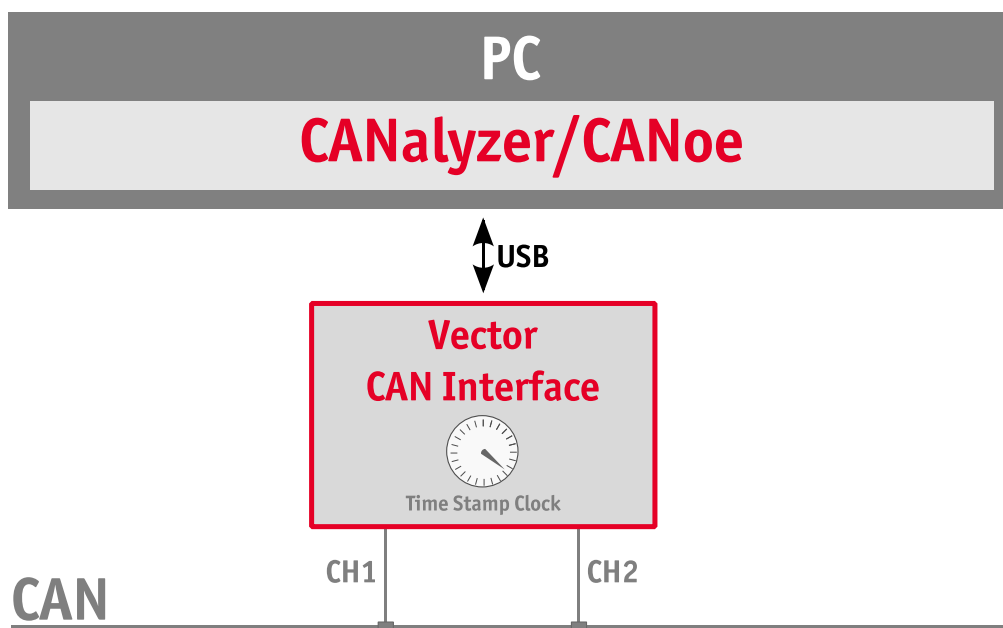 PC
CANalyzer/CANoe
USB
Vector
CAN Interface
Time Stamp Clock
CH1
CH2
CAN